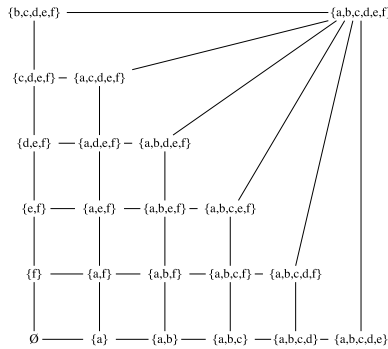 {b,c,d,e,f} {a,b,c,d,e,f}
{c,d,e,f} {a,c,d,e,f}
{d,e,f} {a,d,e,f} {a,b,d,e,f}
{e,f} {a,e,f} {a,b,e,f} {a,b,c,e,f}
{f} {a,f} {a,b,f} {a,b,c,f} {a,b,c,d,f}
Ø {a} {a,b} {a,b,c} {a,b,c,d} {a,b,c,d,e}